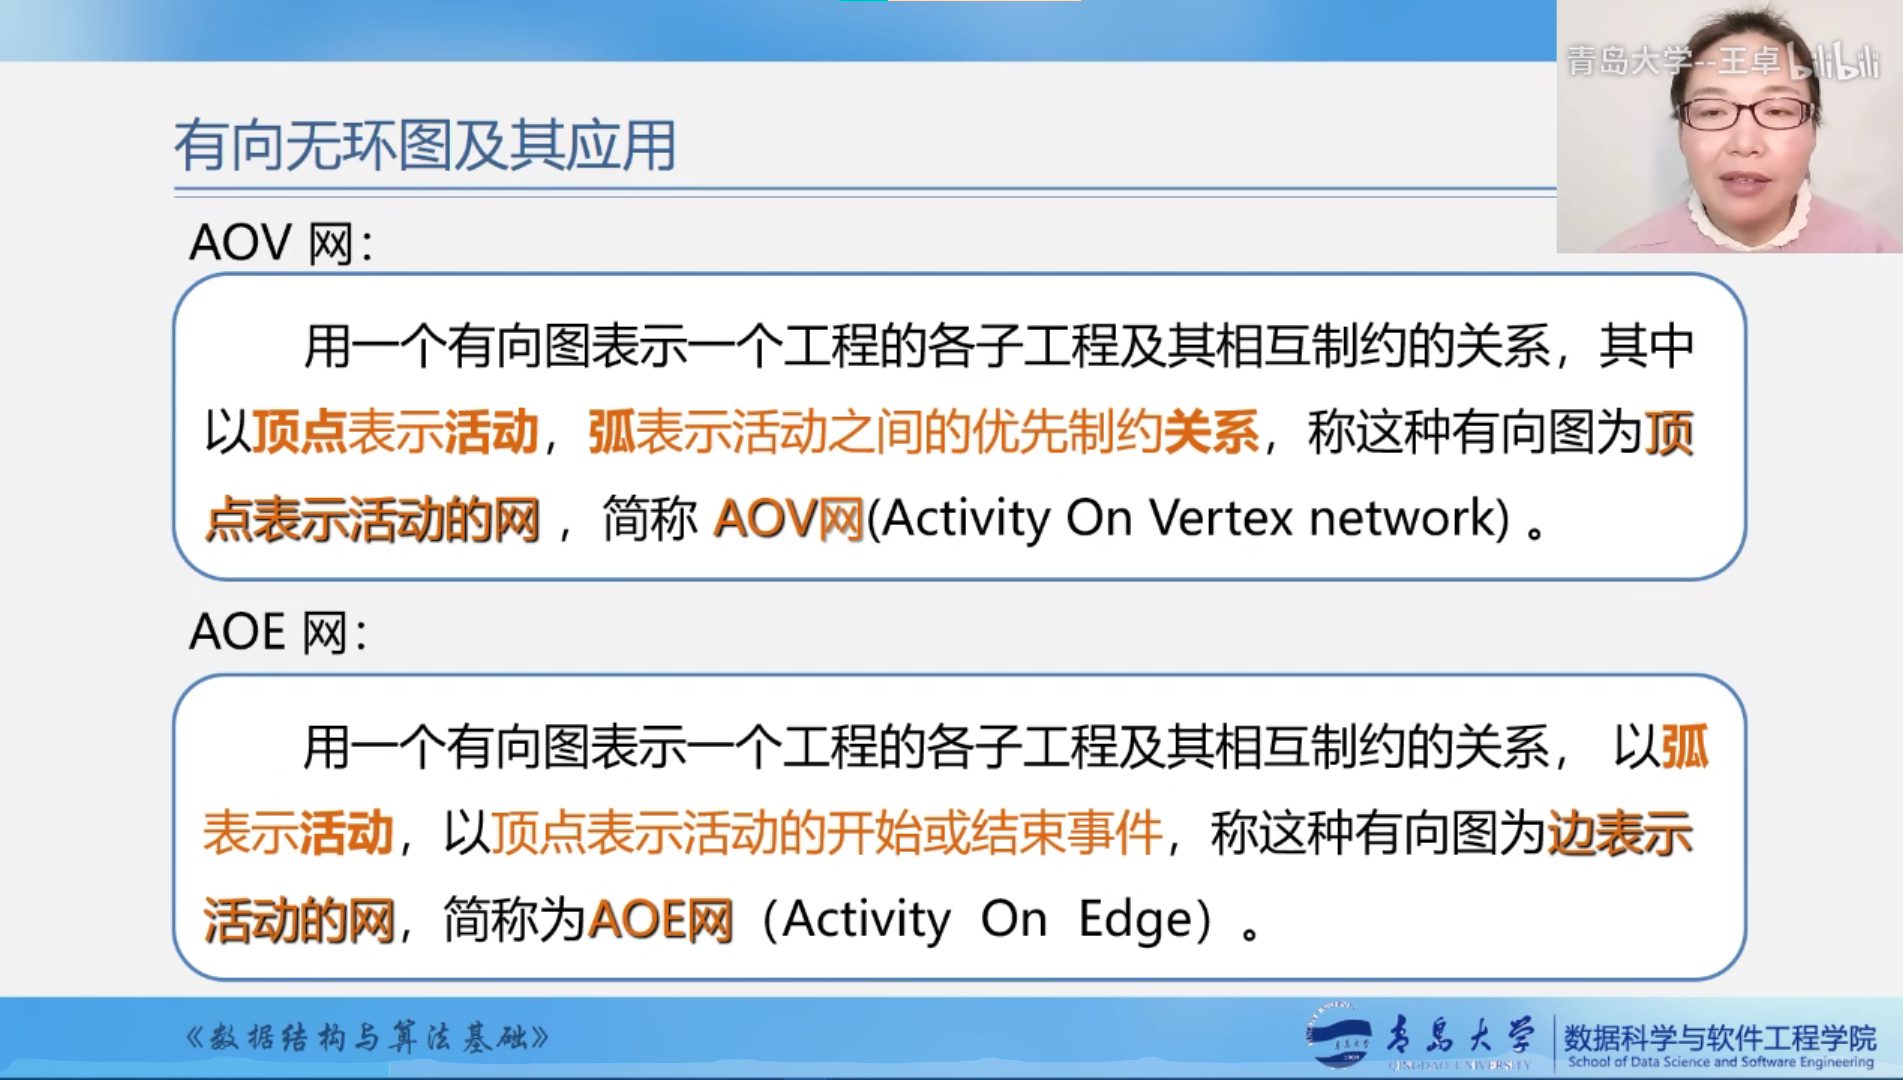 青岛大学--王卓 bilibili
有向无环图及其应用
AOV 网：
用一个有向图表示一个工程的各子工程及其相互制约的关系，其中
以顶点表示活动，弧表示活动之间的优先制约关系，称这种有向图为顶
点表示活动的网 ，简称 AOV网(Activity On Vertex network) 。
AOE 网：
用一个有向图表示一个工程的各子工程及其相互制约的关系， 以弧
表示活动，以顶点表示活动的开始或结束事件，称这种有向图为边表示
活动的网，简称为AOE网（Activity On Edge）。
《数据结构与算法基础》
青岛大学
QINGDAO UNIVERSITY
数据科学与软件工程学院
School of Data Science and Software Engineering